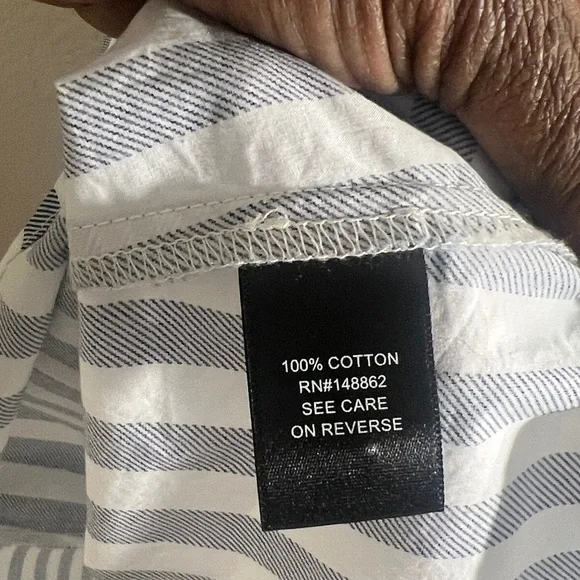 100% COTTON
RN#148862
SEE CARE
ON REVERSE